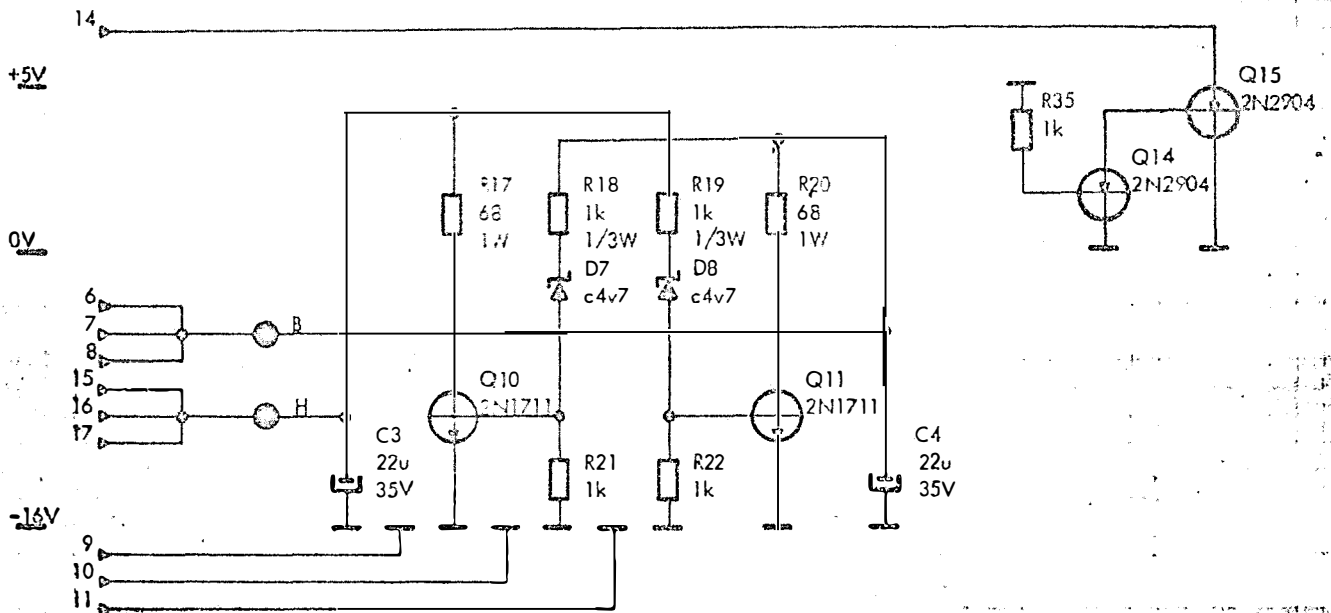 14
+5V
Q15
2N2904
R35
1k
Q14
2N2904
R17
68
1W
R18
1k
1/3W
R19
1k
1/3W
R20
68
1W
0V
D7
c4v7
D8
c4v7
6
7
8
B
15
16
17
H
Q10
2N1711
Q11
2N1711
C3
22u
35V
R21
1k
R22
1k
C4
22u
35V
-16V
9
10
11